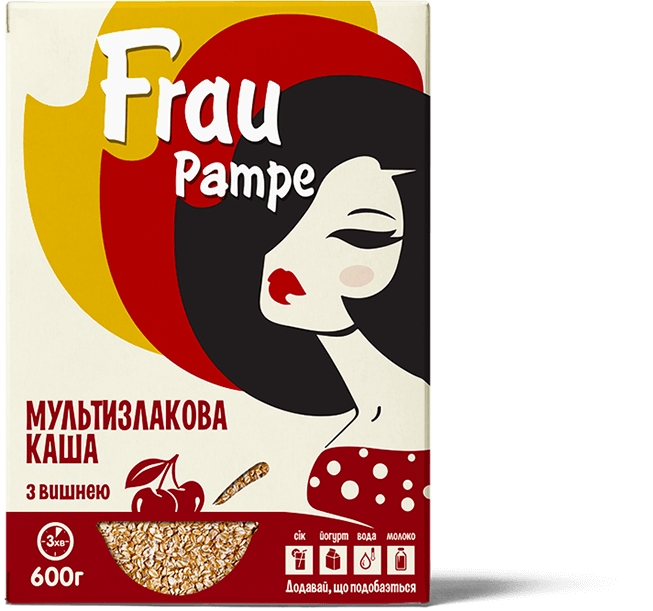 Frau
Pampe
МУЛЬТИЗЛАКОВА
КАША
з вишнею
3хв
600г
сік йогурт вода молоко
Додавай, що подобається